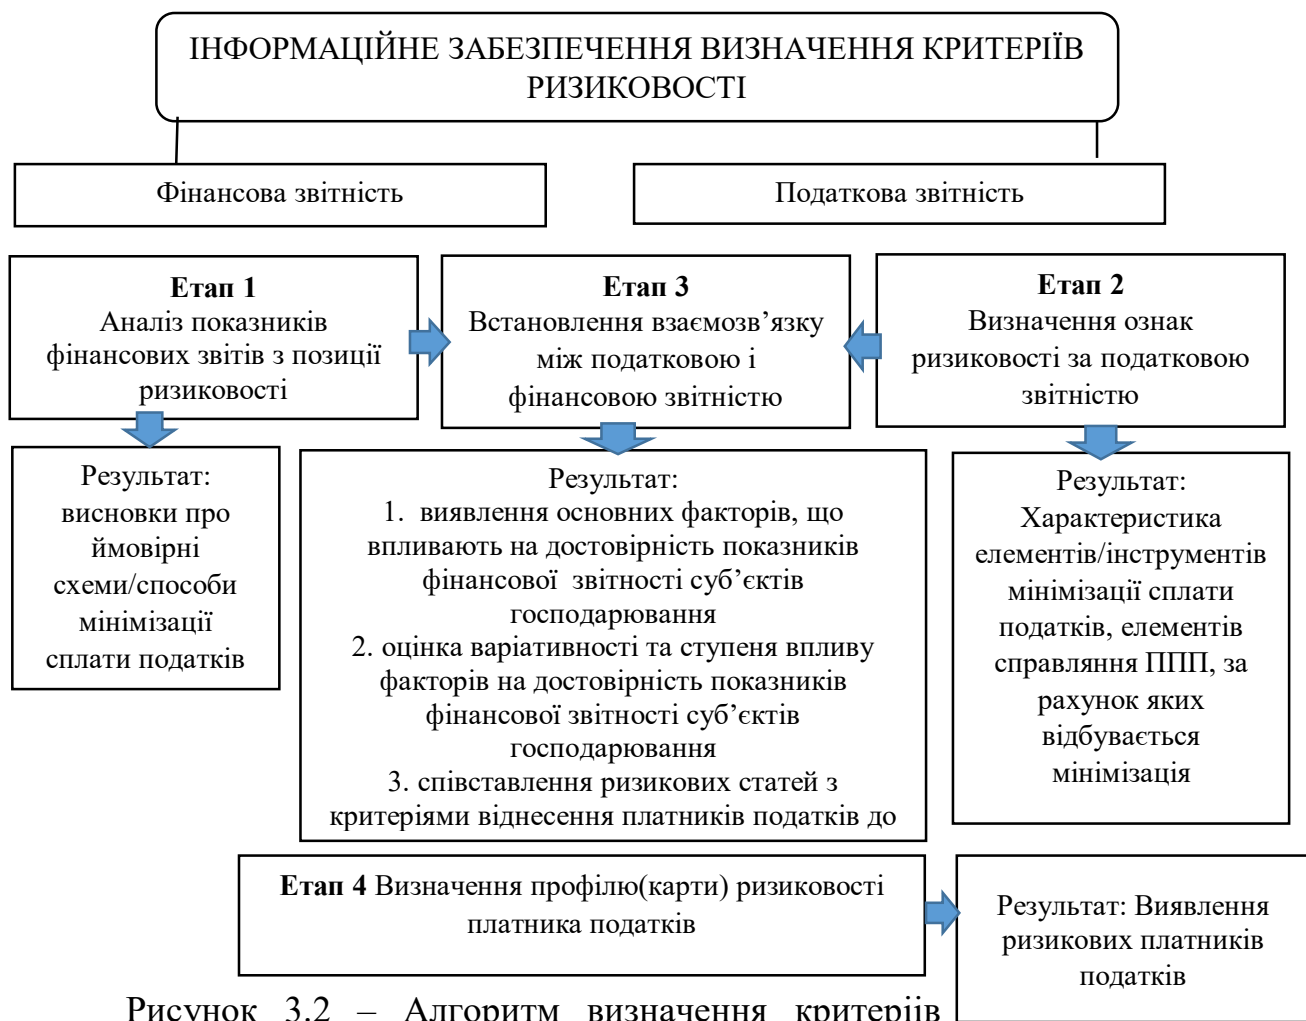 ІНФОРМАЦІЙНЕ ЗАБЕЗПЕЧЕННЯ ВИЗНАЧЕННЯ КРИТЕРІЇВ
РИЗИКОВОСТІ
Фінансова звітність
Податкова звітність
Етап 1
Аналіз показників
фінансових звітів з позиції
ризиковості
Етап 3
Встановлення взаємозв’язку
між податковою і
фінансовою звітністю
Етап 2
Визначення ознак
ризиковості за податковою
звітністю
Результат:
висновки про
ймовірні
схеми/способи
мінімізації
сплати податків
Результат:
1. виявлення основних факторів, що
впливають на достовірність показників
фінансової звітності суб’єктів
господарювання
2. оцінка варіативності та ступеня впливу
факторів на достовірність показників
фінансової звітності суб’єктів
господарювання
3. співставлення ризикових статей з
критеріями віднесення платників податків до
Результат:
Характеристика
елементів/інструментів
мінімізації сплати
податків, елементів
справляння ППП, за
рахунок яких
відбувається
мінімізація
Етап 4 Визначення профілю(карти) ризиковості
платника податків
Результат: Виявлення
ризикових платників
податків
Рисунок 3.2 – Алгоритм визначення критеріїв